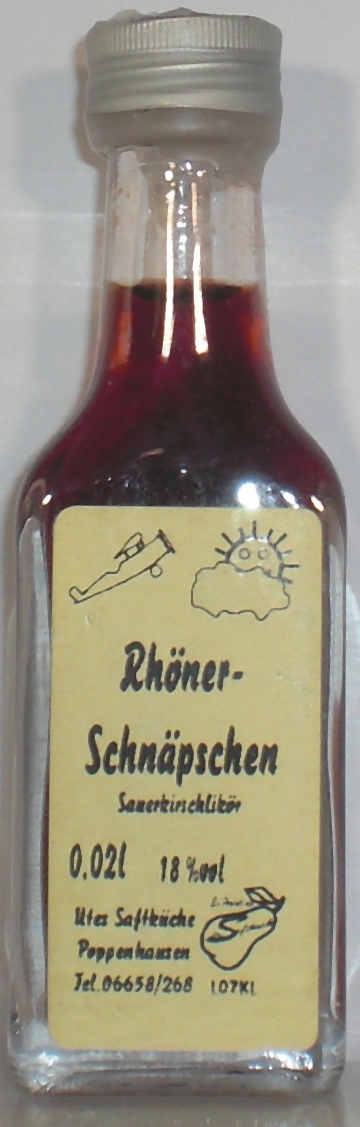 Rhöner-
Schnäpschen
Sauerkirschlikör
0,02l 18 %vol
Utes Saftküche
Poppenhausen
Tel.06658/268 L07KL